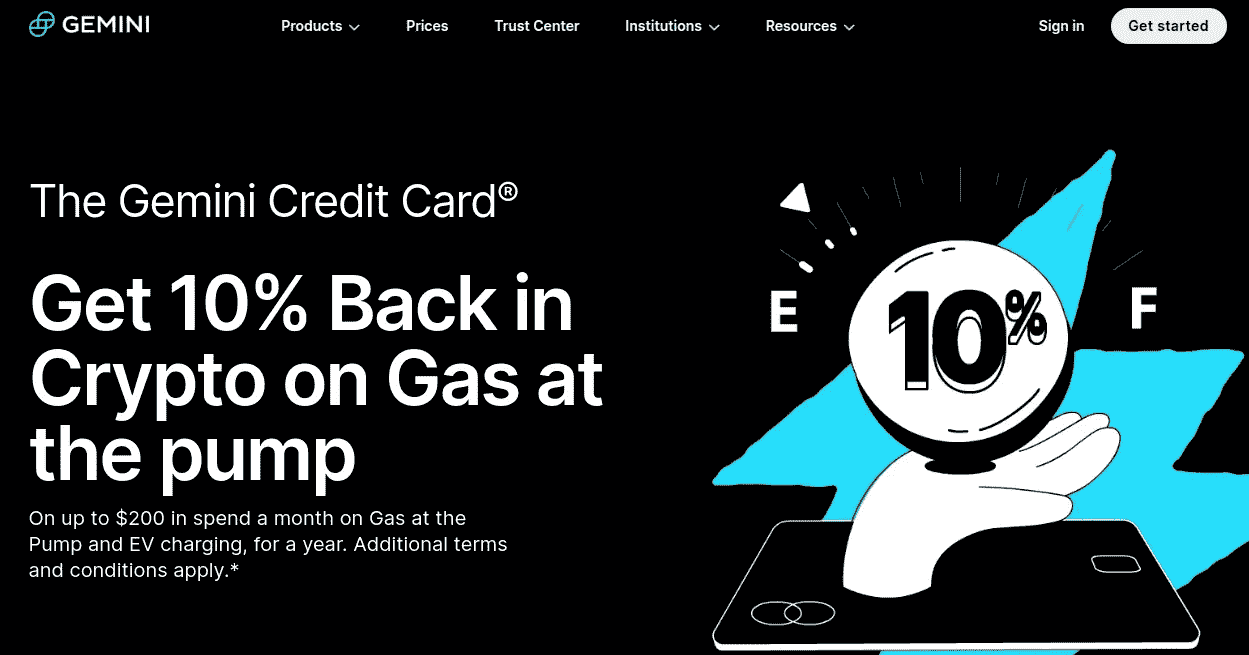 GEMINI
Products
Prices
Trust Center
Institutions
Resources
Sign in
Get started
The Gemini Credit Card®
Get 10% Back in
Crypto on Gas at
the pump
On up to $200 in spend a month on Gas at the
Pump and EV charging, for a year. Additional terms
and conditions apply.*
E
10%
F